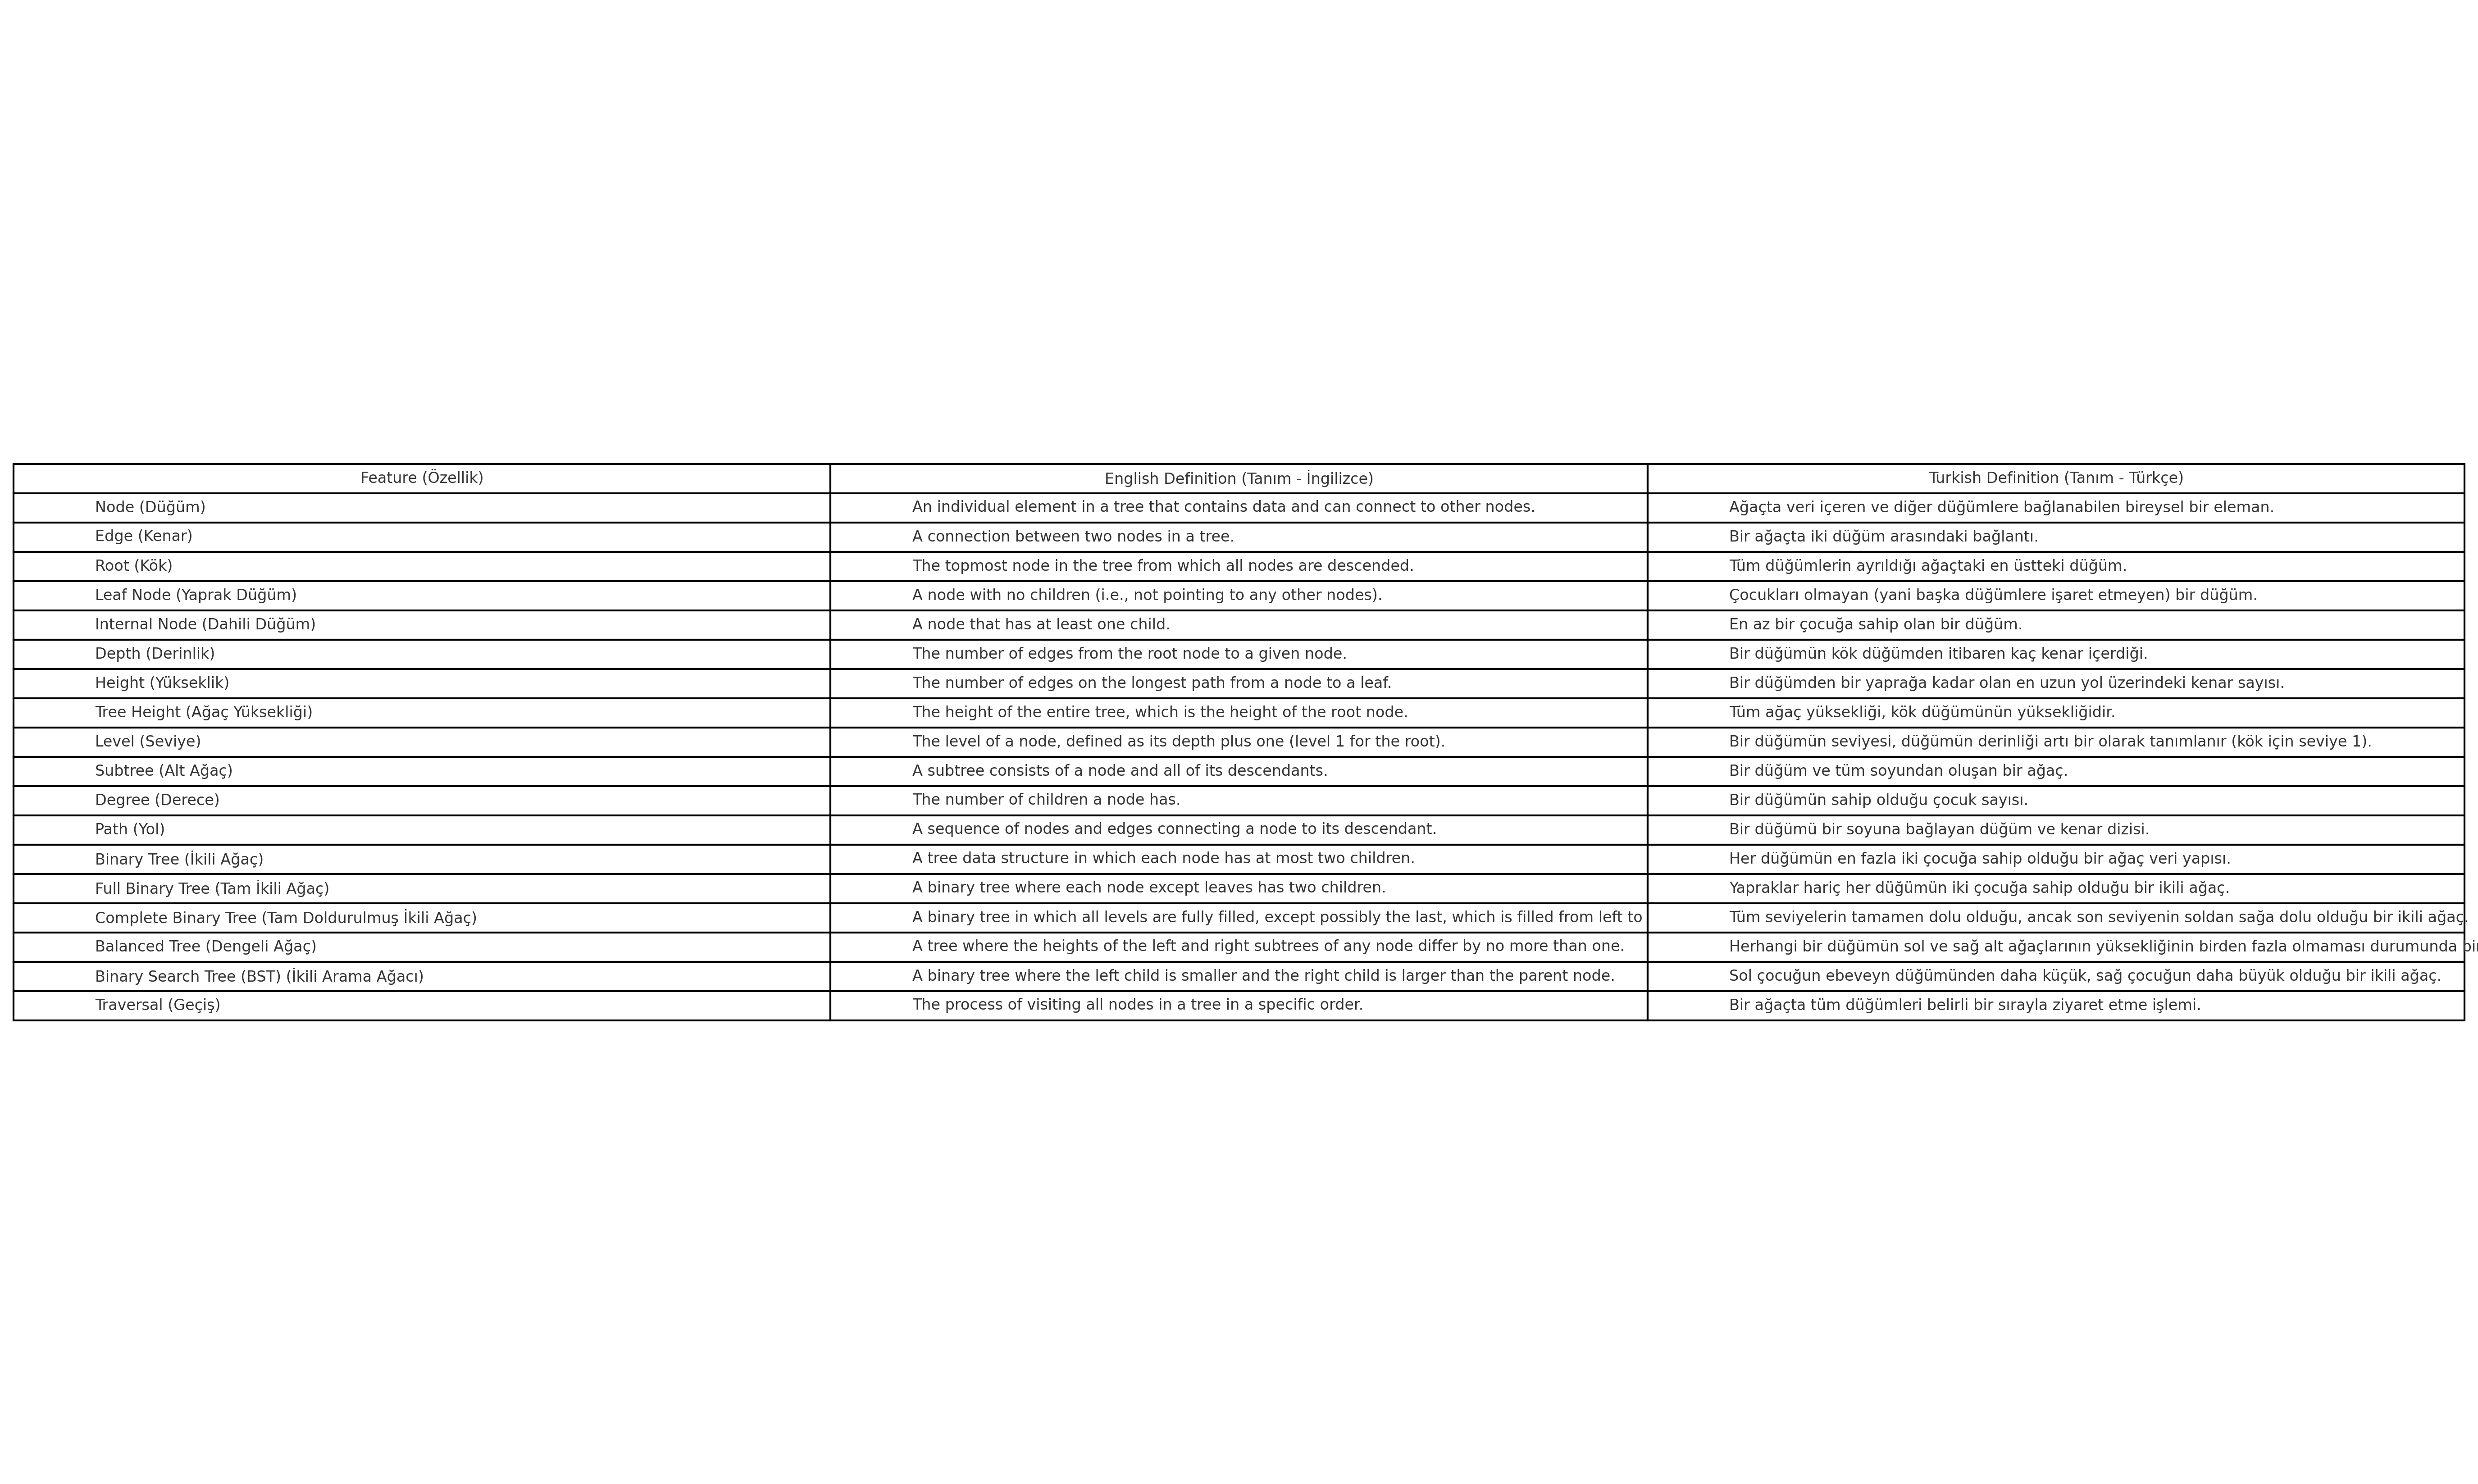 Feature (Özellik) English Definition (Tanım - İngilizce) Turkish Definition (Tanım - Türkçe)
Node (Düğüm) An individual element in a tree that contains data and can connect to other nodes. Ağaçta veri içeren ve diğer düğümlere bağlanabilen bireysel bir eleman.
Edge (Kenar) A connection between two nodes in a tree. Bir ağaçta iki düğüm arasındaki bağlantı.
Root (Kök) The topmost node in the tree from which all nodes are descended. Tüm düğümlerin ayrıldığı ağaçtaki en üstteki düğüm.
Leaf Node (Yaprak Düğüm) A node with no children (i.e., not pointing to any other nodes). Çocukları olmayan (yani başka düğümlere işaret etmeyen) bir düğüm.
Internal Node (Dahili Düğüm) A node that has at least one child. En az bir çocuğa sahip olan bir düğüm.
Depth (Derinlik) The number of edges from the root node to a given node. Bir düğümün kök düğümden itibaren kaç kenar içerdiği.
Height (Yükseklik) The number of edges on the longest path from a node to a leaf. Bir düğümden bir yaprağa kadar olan en uzun yol üzerindeki kenar sayısı.
Tree Height (Ağaç Yüksekliği) The height of the entire tree, which is the height of the root node. Tüm ağaç yüksekliği, kök düğümünün yüksekliğidir.
Level (Seviye) The level of a node, defined as its depth plus one (level 1 for the root). Bir düğümün seviyesi, düğümün derinliği artı bir olarak tanımlanır (kök için seviye 1).
Subtree (Alt Ağaç) A subtree consists of a node and all of its descendants. Bir düğüm ve tüm soyundan oluşan bir ağaç.
Degree (Derece) The number of children a node has. Bir düğümün sahip olduğu çocuk sayısı.
Path (Yol) A sequence of nodes and edges connecting a node to its descendant. Bir düğümü bir soyuna bağlayan düğüm ve kenar dizisi.
Binary Tree (İkili Ağaç) A tree data structure in which each node has at most two children. Her düğümün en fazla iki çocuğa sahip olduğu bir ağaç veri yapısı.
Full Binary Tree (Tam İkili Ağaç) A binary tree where each node except leaves has two children. Yapraklar hariç her düğümün iki çocuğa sahip olduğu bir ikili ağaç.
Complete Binary Tree (Tam Doldurulmuş İkili Ağaç) A binary tree in which all levels are fully filled, except possibly the last, which is filled from left to Tüm seviyelerin tamamen dolu olduğu, ancak son seviyenin soldan sağa dolu olduğu bir ikili ağaç.
Balanced Tree (Dengeli Ağaç) A tree where the heights of the left and right subtrees of any node differ by no more than one. Herhangi bir düğümün sol ve sağ alt ağaçlarının yüksekliğinin birden fazla olmaması durumunda
Binary Search Tree (BST) (İkili Arama Ağacı) A binary tree where the left child is smaller and the right child is larger than the parent node. Sol çocuğun ebeveyn düğümünden daha küçük, sağ çocuğun daha büyük olduğu bir ikili ağaç.
Traversal (Geçiş) The process of visiting all nodes in a tree in a specific order. Bir ağaçta tüm düğümleri belirli bir sırayla ziyaret etme işlemi.